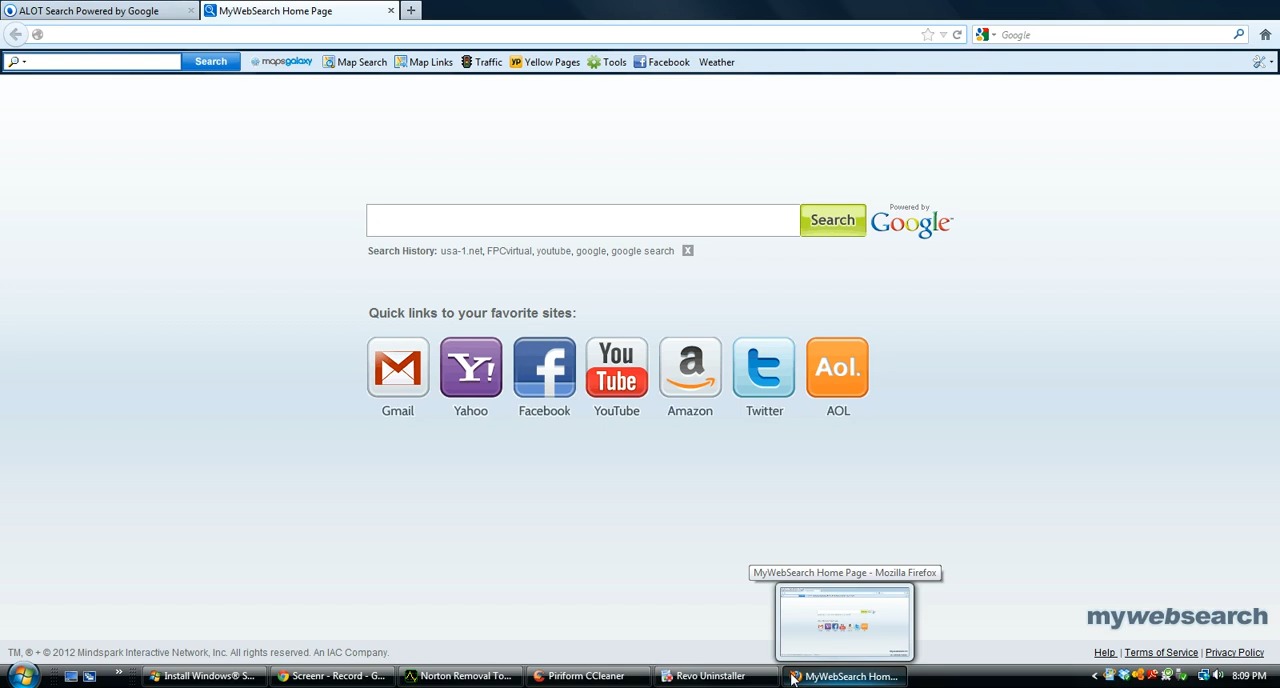 ALOT Search Powered by Google
MyWebSearch Home Page
Google
Search mapsgalaxy Map Search Map Links Traffic YP Yellow Pages Tools Facebook Weather
Powered by
Search Google
Search History: usa-1.net, FPCvirtual, youtube, google, google search X
Quick links to your favorite sites:
Y! f You Tube a t Aol.
Gmail Yahoo Facebook YouTube Amazon Twitter AOL
MyWebSearch Home Page - Mozilla Firefox
mywebsearch
TM, ® + © 2012 Mindspark Interactive Network, Inc. All rights reserved. An IAC Company.
Help Terms of Service Privacy Policy
Install Windows® S... Screenr - Record - G... Norton Removal To... Piriform CCleaner Revo Uninstaller MyWebSearch Hom... 8:09 PM